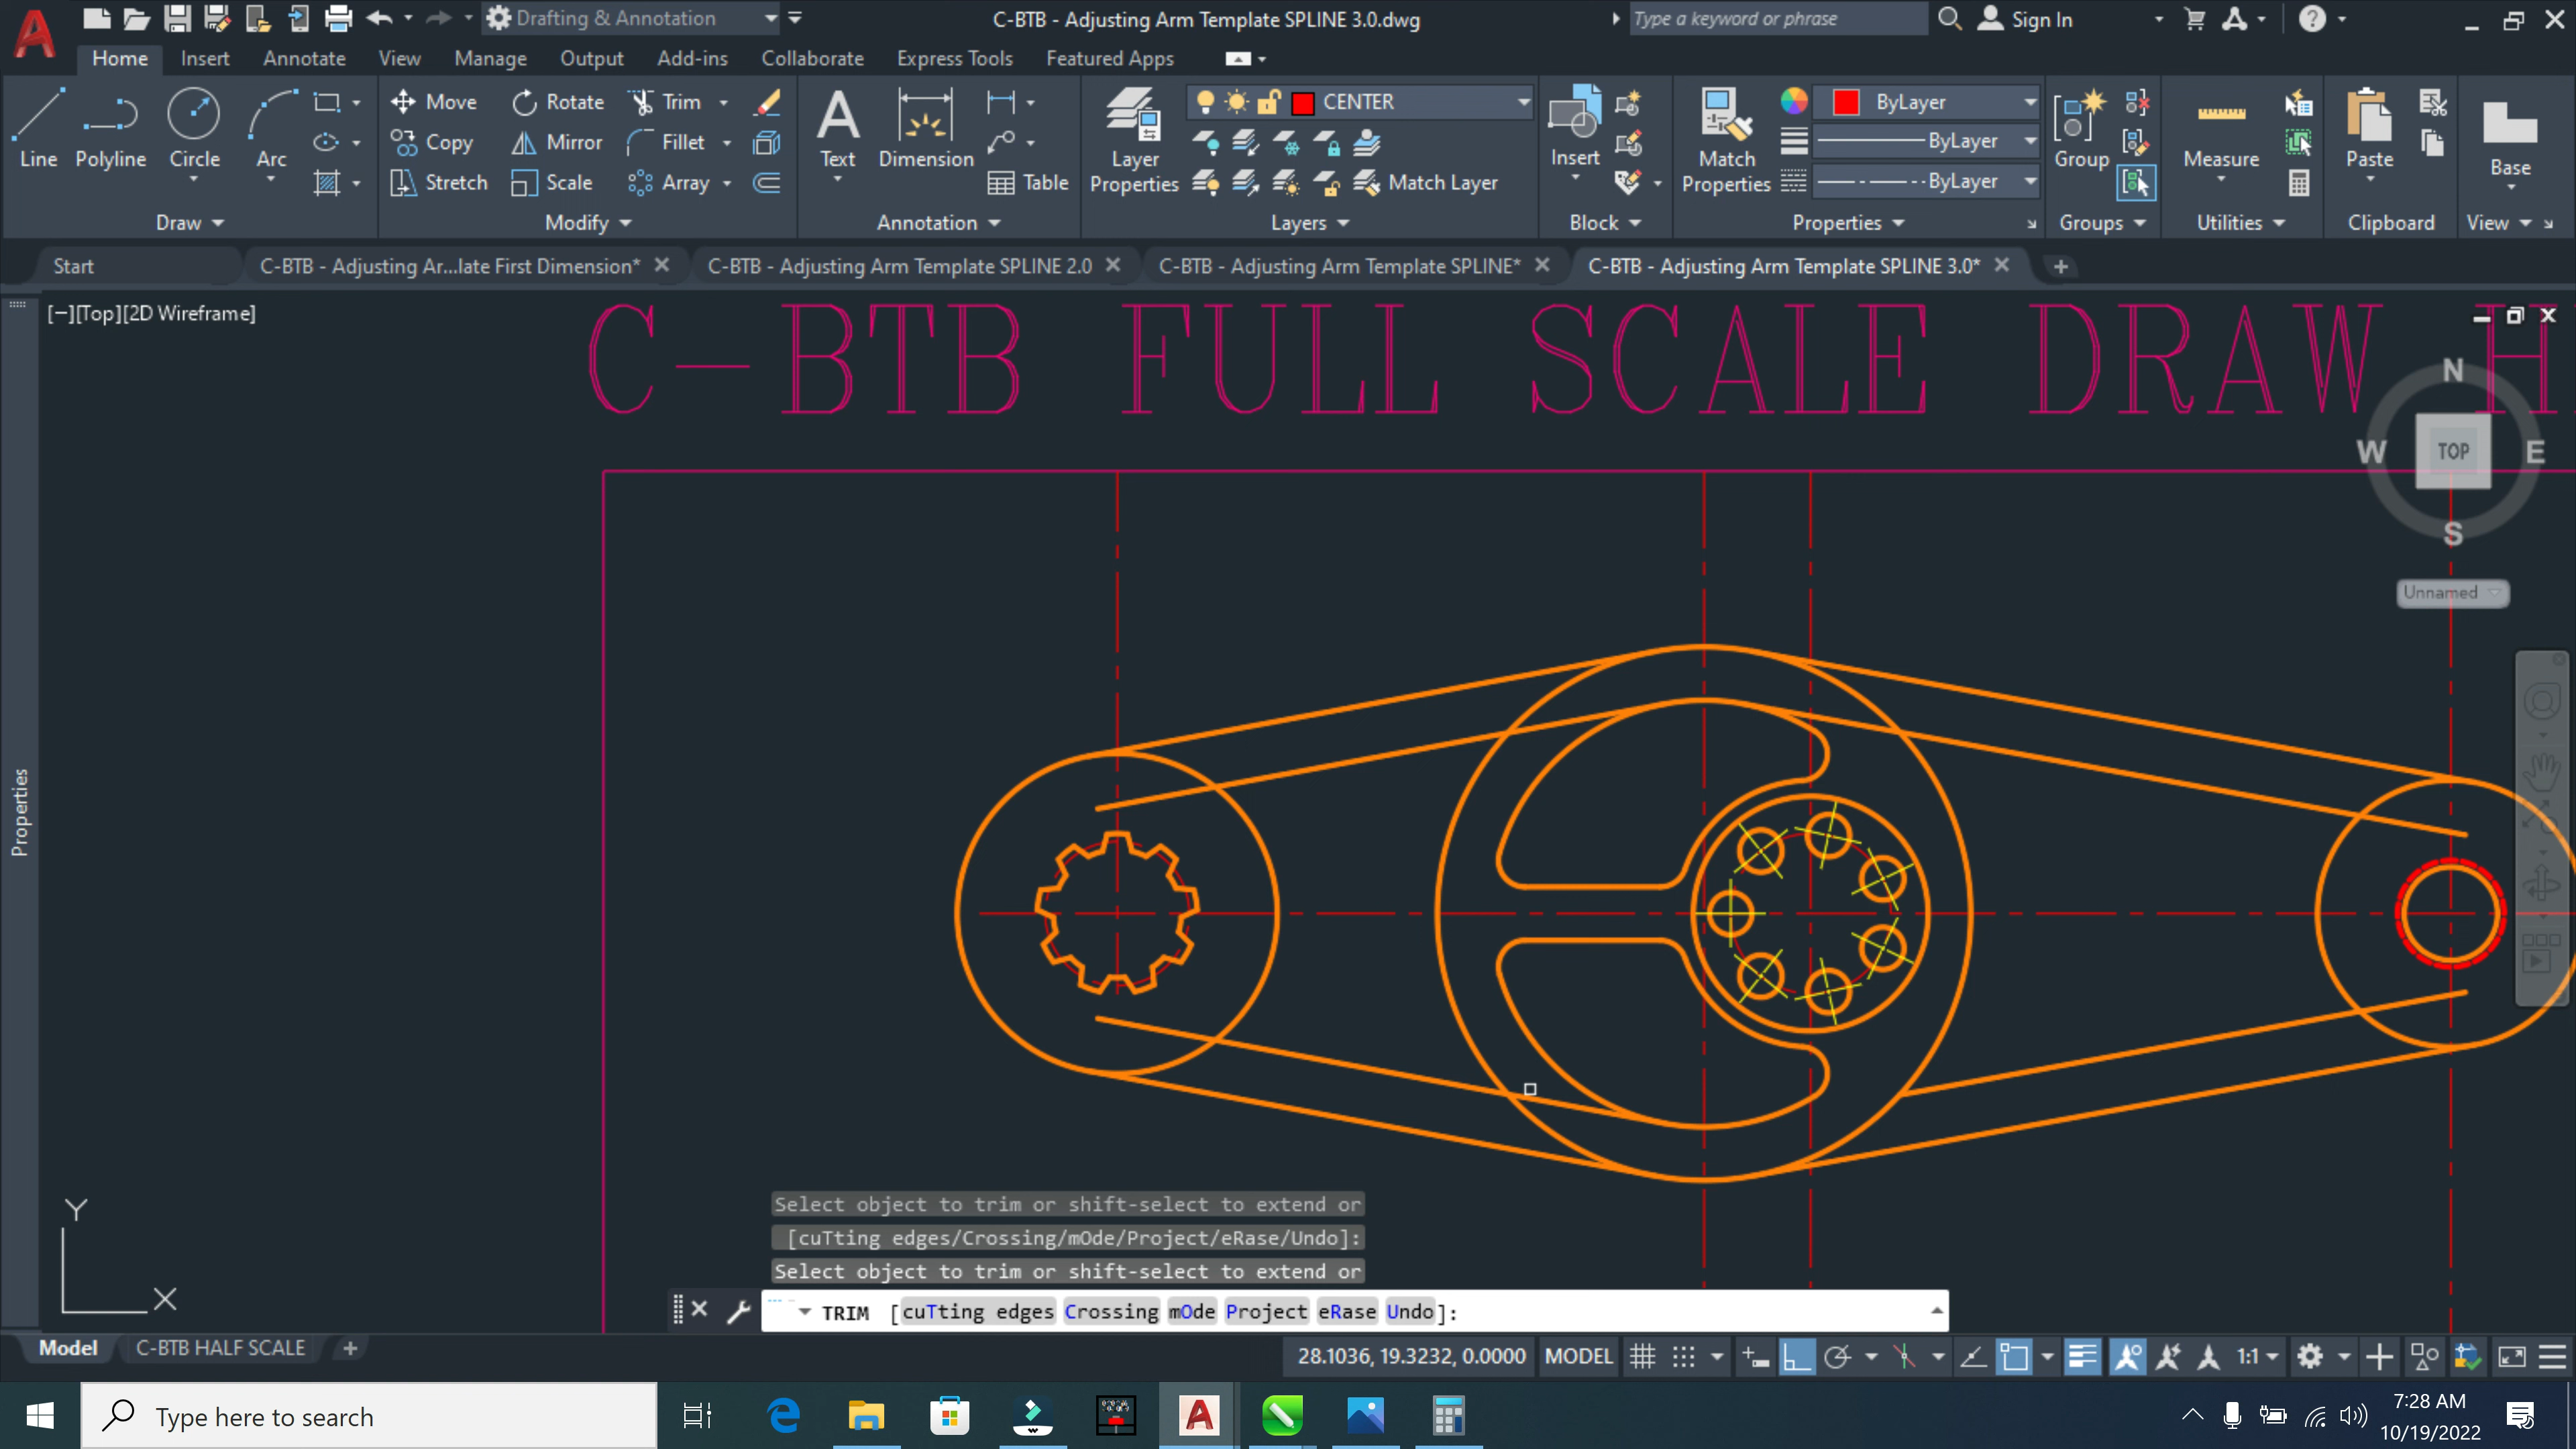 Drafting & Annotation
C-BTB - Adjusting Arm Template SPLINE 3.0.dwg
Type a keyword or phrase
Sign In
Home Insert Annotate View Manage Output Add-ins Collaborate Express Tools Featured Apps
Line Polyline Circle Arc
Move Rotate Trim
Copy Mirror Fillet
Stretch Scale Array
Text Dimension Table
Layer Properties
CENTER
Match Layer
Insert
Match Properties
ByLayer
ByLayer
ByLayer
Group
Measure
Paste
Base
Draw Modify Annotation Layers Block Properties Groups Utilities Clipboard View
Start
C-BTB - Adjusting Ar...late First Dimension*
C-BTB - Adjusting Arm Template SPLINE 2.0
C-BTB - Adjusting Arm Template SPLINE*
C-BTB - Adjusting Arm Template SPLINE 3.0*
[−][Top][2D Wireframe]
C-BTB FULL SCALE DRAW H
N
W TOP E
S
Unnamed
Properties
Y
X
Select object to trim or shift-select to extend or
[cuTting edges/Crossing/mOde/Project/eRase/Undo]:
Select object to trim or shift-select to extend or
TRIM [cuTting edges Crossing mOde Project eRase Undo]:
Model C-BTB HALF SCALE
28.1036, 19.3232, 0.0000 MODEL 1:1
Type here to search
7:28 AM
10/19/2022